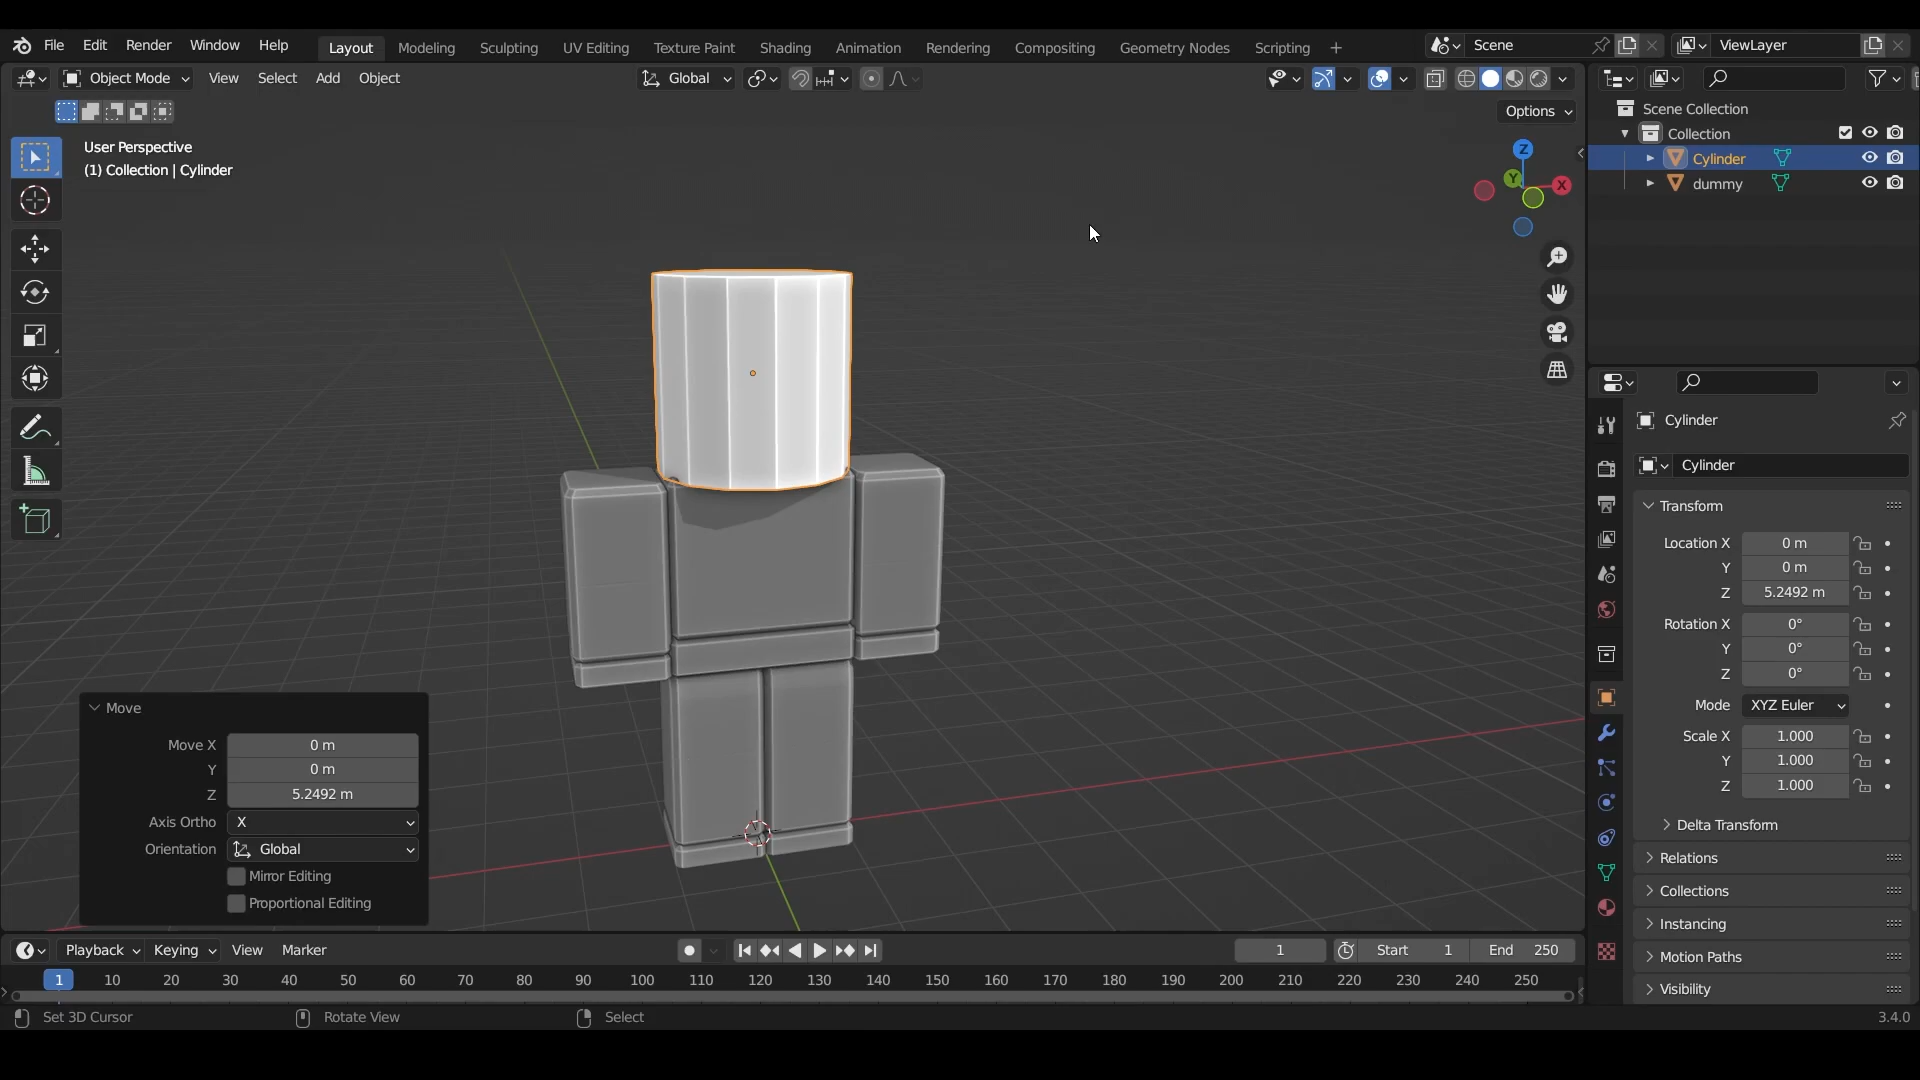 File Edit Render Window Help Layout Modeling Sculpting UV Editing Texture Paint Shading Animation Rendering Compositing Geometry Nodes Scripting + Scene ViewLayer
Object Mode View Select Add Object Global
Options
User Perspective
(1) Collection | Cylinder
Z
Y
X
Scene Collection
Collection
Cylinder
dummy
Cylinder
Cylinder
Transform
Location X 0 m
Y 0 m
Z 5.2492 m
Rotation X 0°
Y 0°
Z 0°
Mode XYZ Euler
Scale X 1.000
Y 1.000
Z 1.000
Delta Transform
Relations
Collections
Instancing
Motion Paths
Visibility
Move
Move X 0 m
Y 0 m
Z 5.2492 m
Axis Ortho X
Orientation Global
Mirror Editing
Proportional Editing
Playback Keying View Marker 1 Start 1 End 250
1 10 20 30 40 50 60 70 80 90 100 110 120 130 140 150 160 170 180 190 200 210 220 230 240 250
Set 3D Cursor Rotate View Select 3.4.0